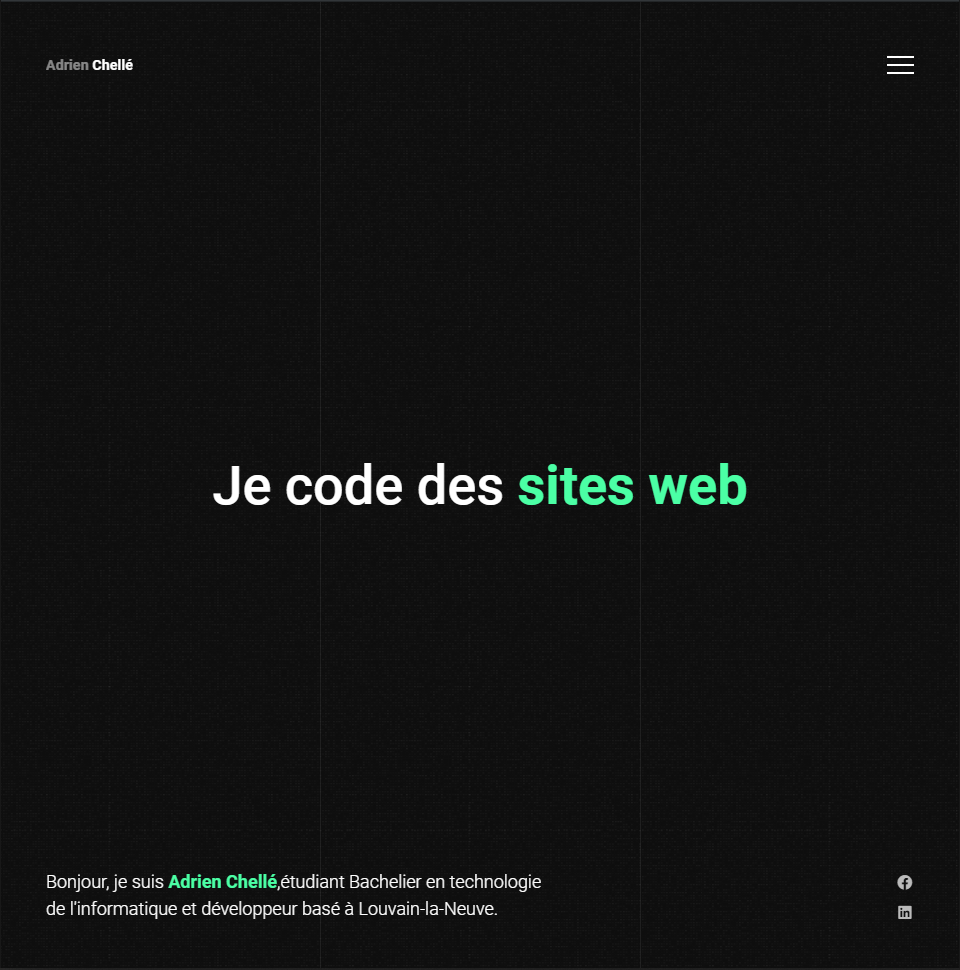 Adrien Chellé
Je code des sites web
Bonjour, je suis Adrien Chellé,étudiant Bachelier en technologie
de l'informatique et développeur basé à Louvain-la-Neuve.